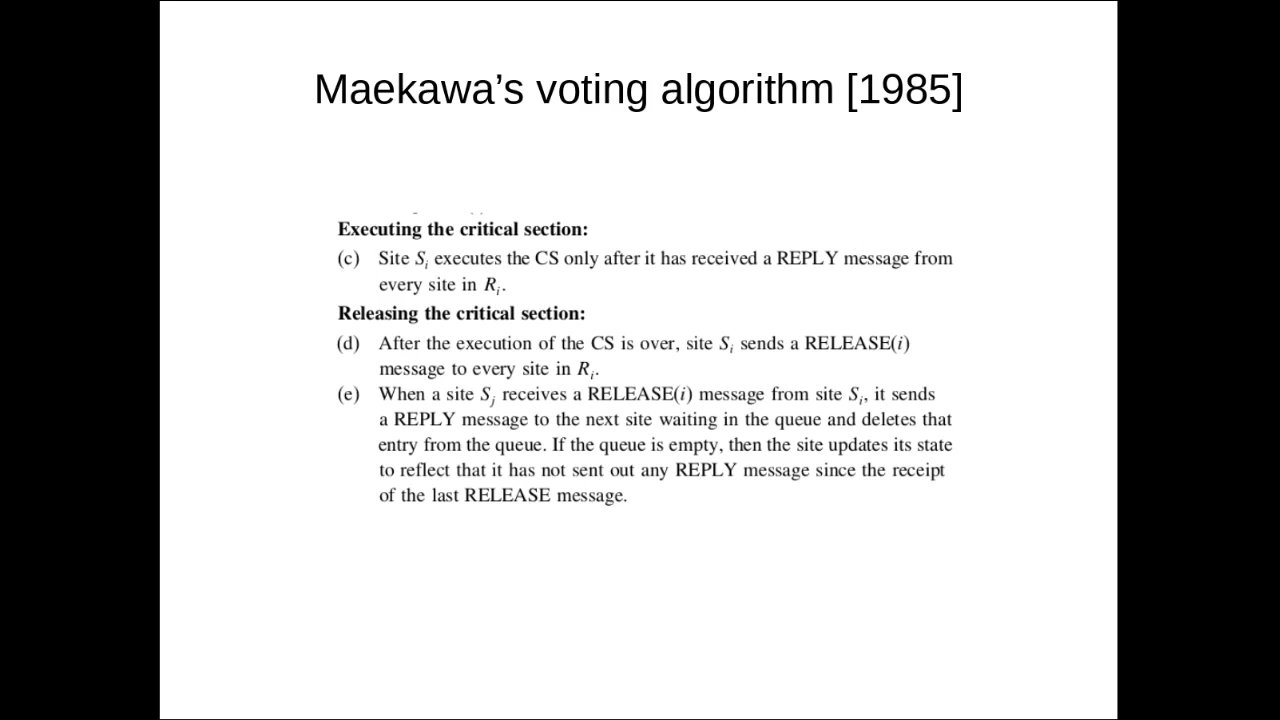 Maekawa’s voting algorithm [1985]
Executing the critical section:
(c) Site Si executes the CS only after it has received a REPLY message from
every site in Ri.
Releasing the critical section:
(d) After the execution of the CS is over, site Si sends a RELEASE(i)
message to every site in Ri.
(e) When a site Sj receives a RELEASE(i) message from site Si, it sends
a REPLY message to the next site waiting in the queue and deletes that
entry from the queue. If the queue is empty, then the site updates its state
to reflect that it has not sent out any REPLY message since the receipt
of the last RELEASE message.